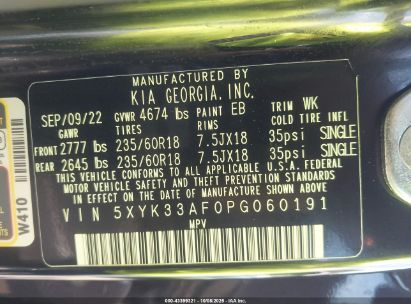 MANUFACTURED BY
KIA GEORGIA, INC.
SEP/09/22 GVWR 4674 lbs PAINT EB TRIM WK
GAWR TIRES RIMS COLD TIRE INFL.
FRONT 2777 lbs 235/60R18 7.5JX18 35psi SINGLE
REAR 2645 lbs 235/60R18 7.5JX18 35psi SINGLE
THIS VEHICLE CONFORMS TO ALL APPLICABLE
U.S.A. FEDERAL MOTOR VEHICLE SAFETY STANDARDS IN EFFECT ON THE
DATE OF MANUFACTURE SHOWN ABOVE.
VIN 5XYK33AF0PG060191
MPV
W410